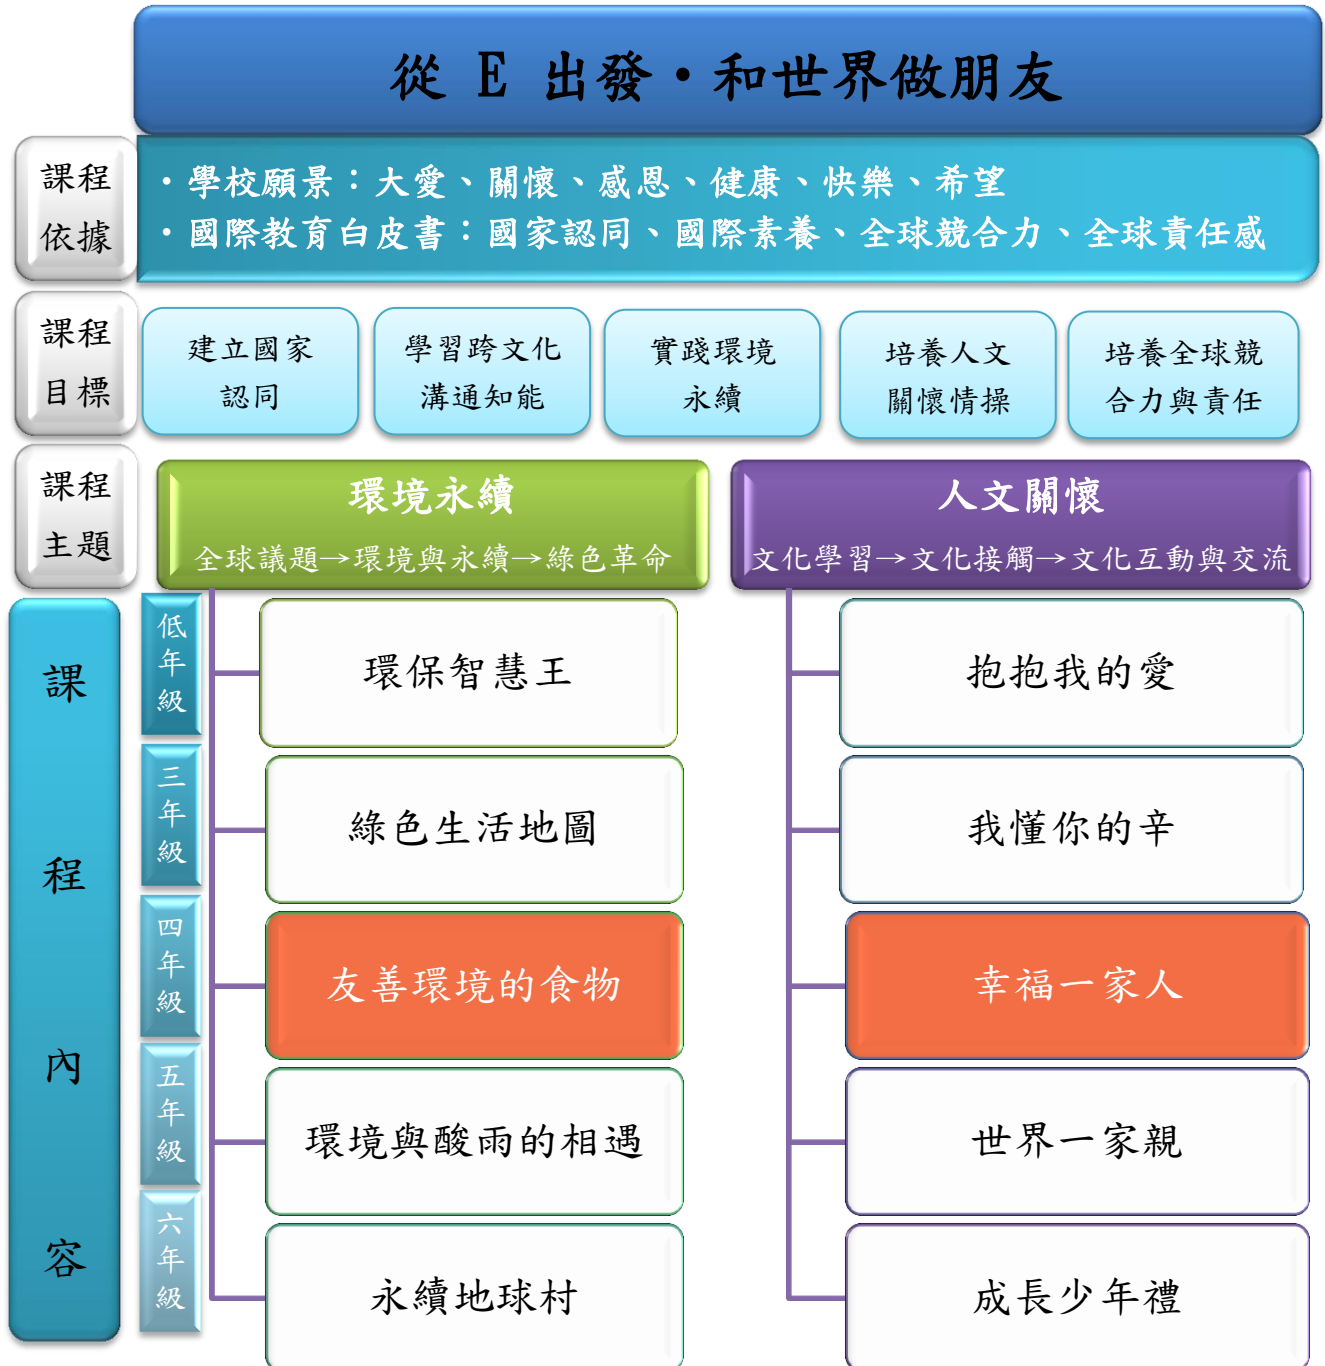 從 E 出發・和世界做朋友
課程
依據
・學校願景：大愛、關懷、感恩、健康、快樂、希望
・國際教育白皮書：國家認同、國際素養、全球競合力、全球責任感
課程
目標
建立國家
認同
學習跨文化
溝通知能
實踐環境
永續
培養人文
關懷情操
培養全球競
合力與責任
課程
主題
環境永續
全球議題→環境與永續→綠色革命
人文關懷
文化學習→文化接觸→文化互動與交流
課程內容
低年級
環保智慧王
抱抱我的愛
三年級
綠色生活地圖
我懂你的辛
四年級
友善環境的食物
幸福一家人
五年級
環境與酸雨的相遇
世界一家親
六年級
永續地球村
成長少年禮